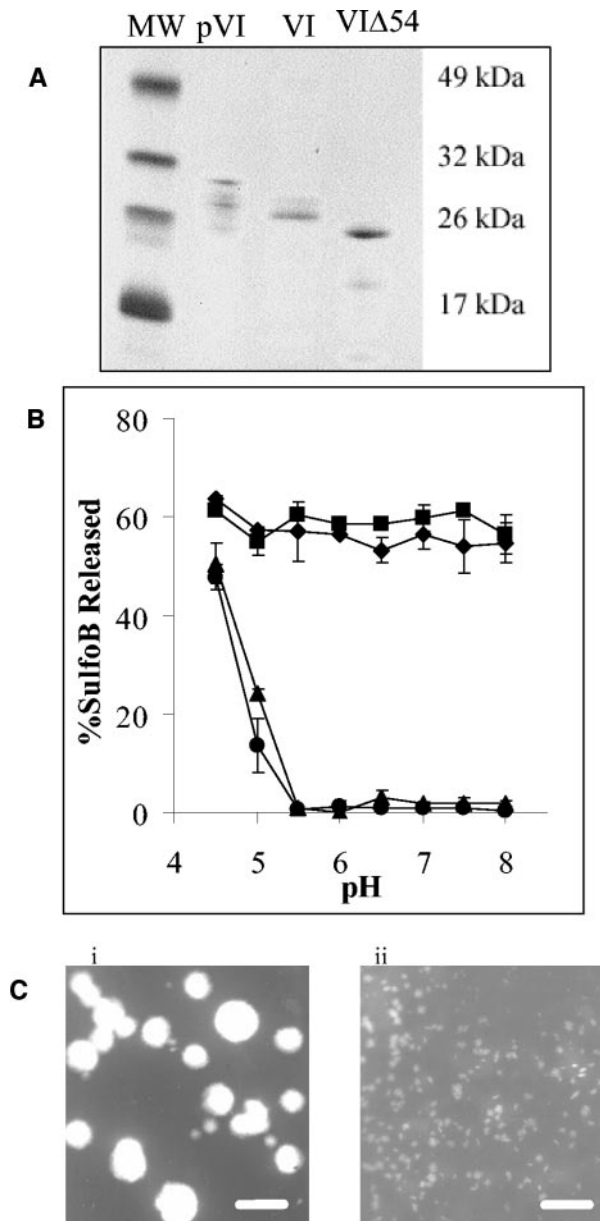 MW pVI VI VIΔ54
A
49 kDa
32 kDa
26 kDa
17 kDa
B
80
60
40
20
0
%SulfoB Released
4 5 6 7 8
pH
C
i ii